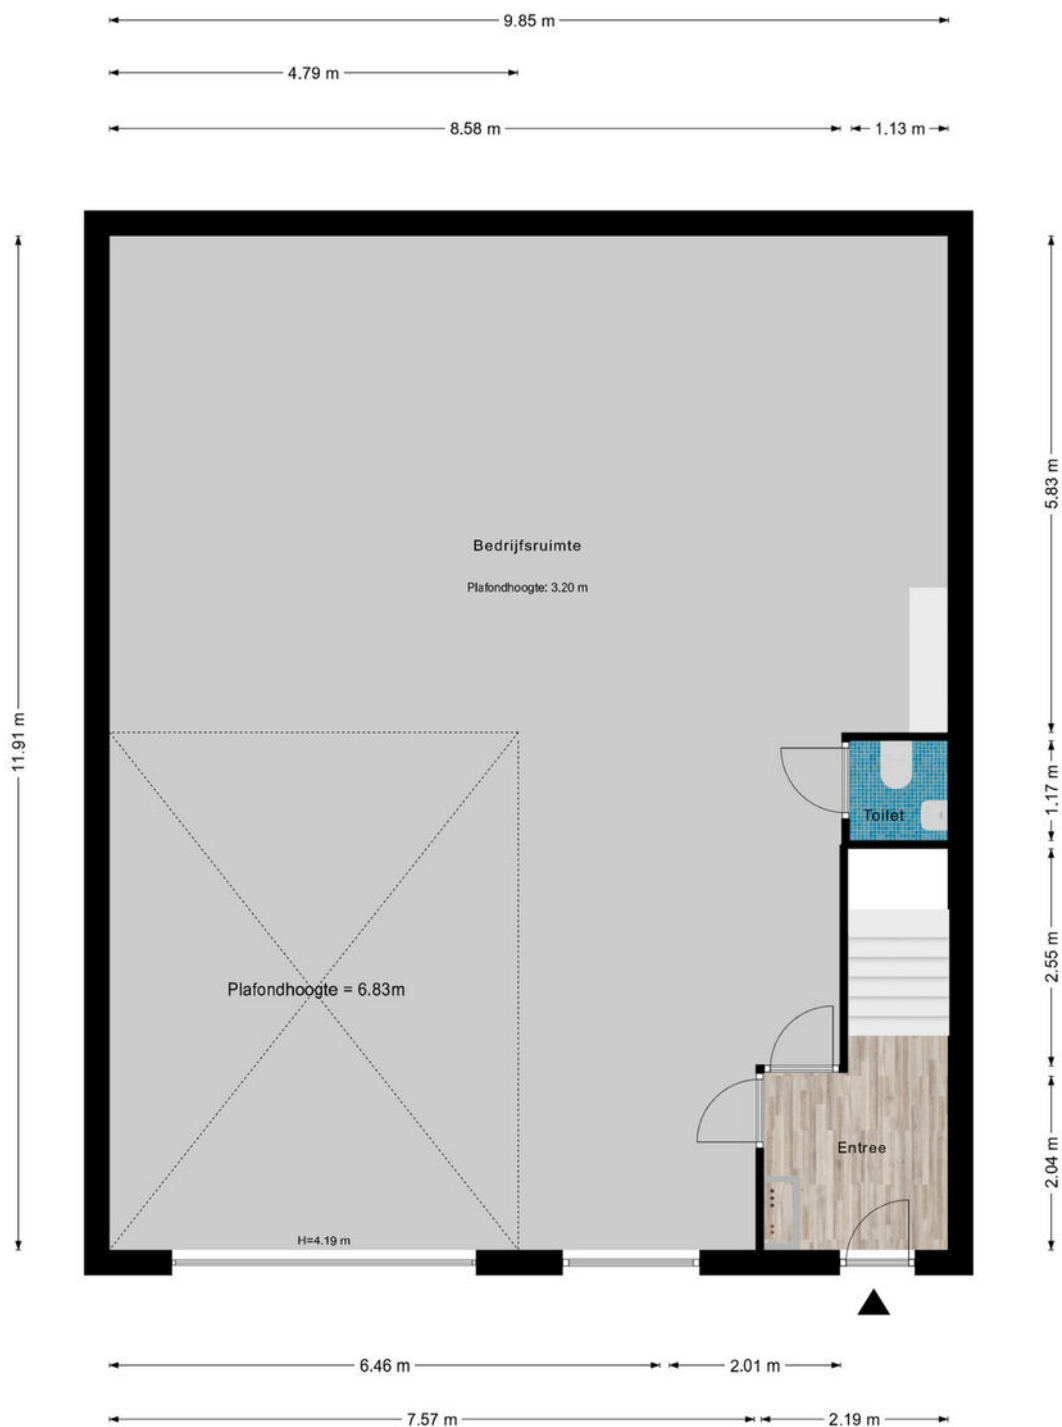 9.85 m
4.79 m
8.58 m
1.13 m
11.91 m
5.83 m
Bedrijfsruimte
Plafondhoogte: 3.20 m
1.17 m
Toilet
2.55 m
Plafondhoogte = 6.83m
Entree
2.04 m
H=4.19 m
6.46 m
2.01 m
7.57 m
2.19 m